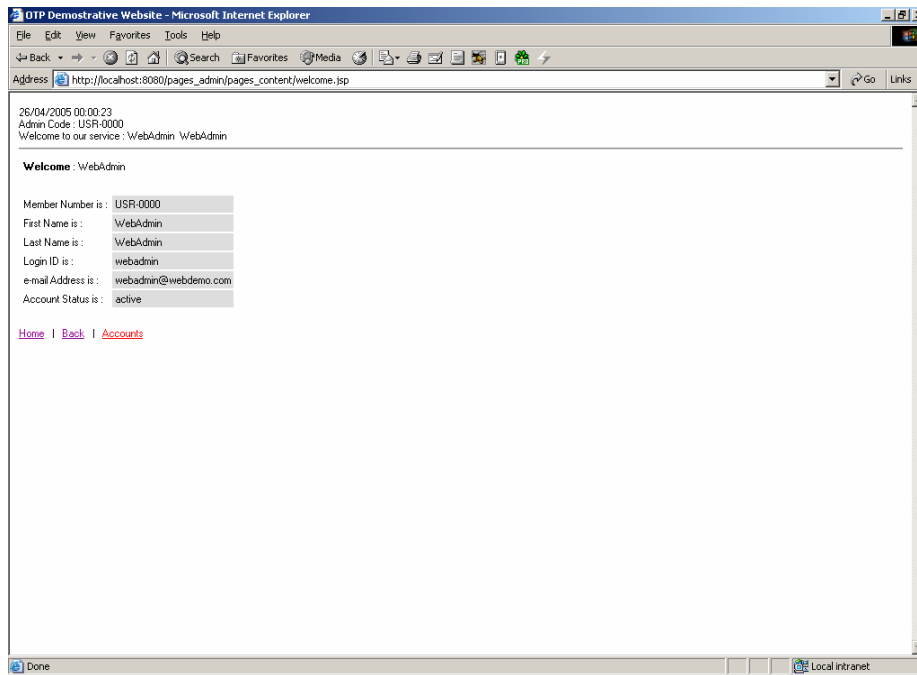 OTP Demostrative Website - Microsoft Internet Explorer
File Edit View Favorites Tools Help
Back Search Favorites Media
Address http://localhost:8080/pages_admin/pages_content/welcome.jsp Go Links
26/04/2005 00:00:23
Admin Code : USR-0000
Welcome to our service : WebAdmin WebAdmin
Welcome : WebAdmin
Member Number is : USR-0000
First Name is : WebAdmin
Last Name is : WebAdmin
Login ID is : webadmin
e-mail Address is : webadmin@webdemo.com
Account Status is : active
Home | Back | Accounts
Done Local intranet